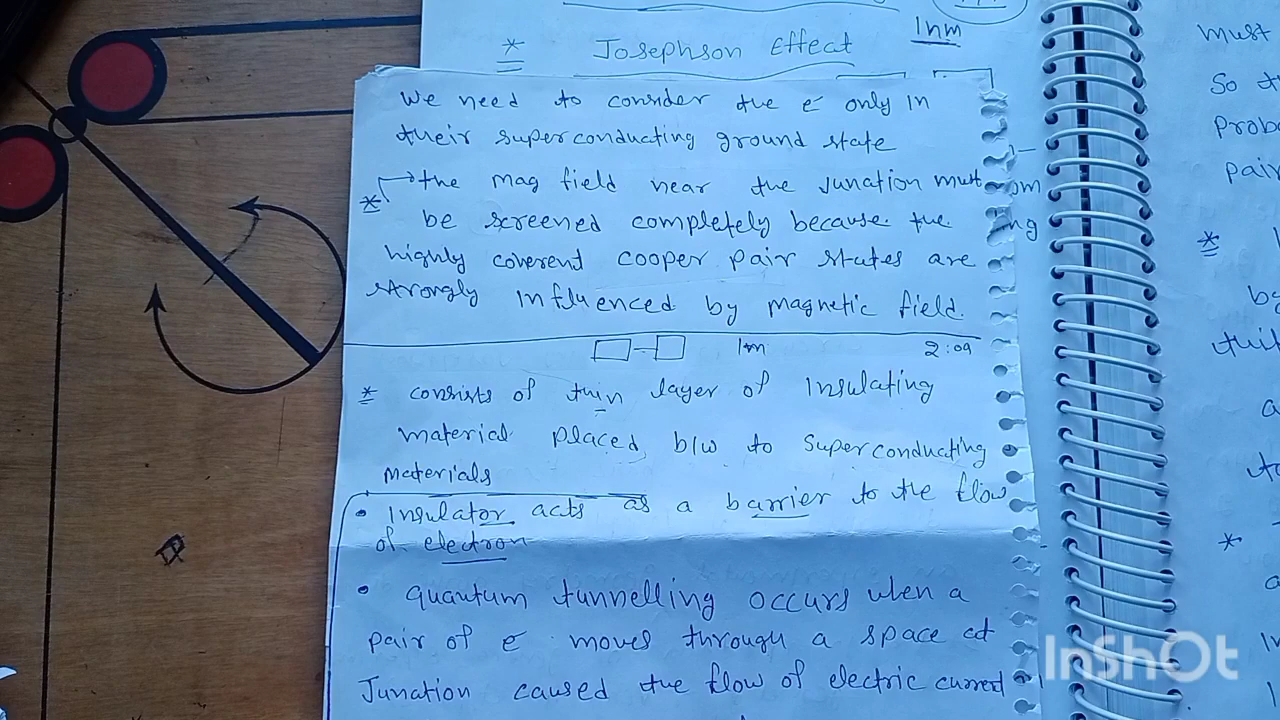 1nm
* Josephson Effect
We need to consider the e⁻ only in
their superconducting ground state
* →the mag field near the Junation must
be screened completely because the
highly coherent cooper pair states are
strongly influenced by magnetic field.
2:09
* consists of thin layer of Insulating
material placed b/w to superconducting
materials
• Insulator acts as a barrier to the flow
of electron
• quantum tunnelling occurs when a
pair of e⁻ moves through a space at
Junation caused the flow of electric current
must
So
Prob
pair
*
*
InShOt